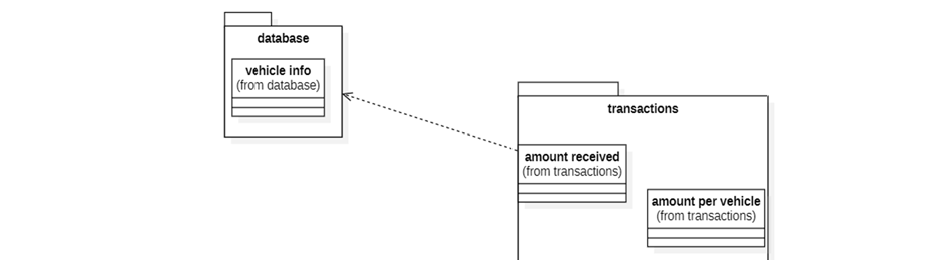 database
vehicle info
(from database)
transactions
amount received
(from transactions)
amount per vehicle
(from transactions)